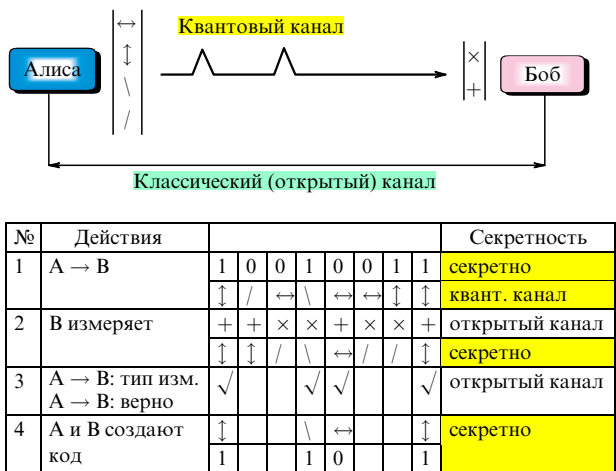 Квантовый канал
↔
↕
\
/
Алиса
×
+
Боб
Классический (открытый) канал
№ Действия Секретность
1 A → B 1 0 0 1 0 0 1 1 секретно
↕ / ↔ \ ↔ ↔ ↕ ↕ квант. канал
2 B измеряет + + × × + × × + открытый канал
↕ ↕ / \ ↔ / / ↕ секретно
3 A → B: тип изм. √ √ √ √ открытый канал
A → B: верно
4 А и В создают ↕ \ ↔ ↕ секретно
код 1 1 0 1